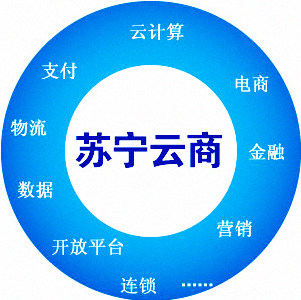 云计算
支付
电商
物流
苏宁云商
金融
数据
营销
开放平台
连锁
......